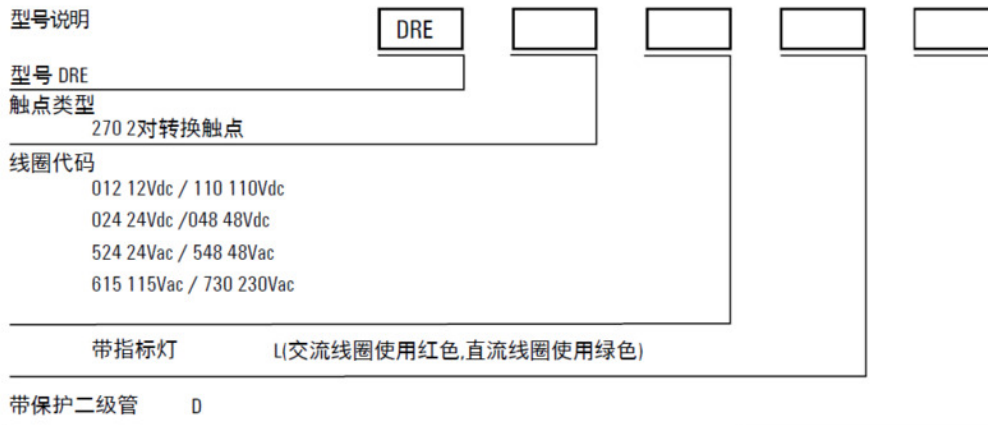 型号说明
DRE
型号 DRE
触点类型
270 2对转换触点
线圈代码
012 12Vdc / 110 110Vdc
024 24Vdc /048 48Vdc
524 24Vac / 548 48Vac
615 115Vac / 730 230Vac
带指标灯 L(交流线圈使用红色,直流线圈使用绿色)
带保护二级管 D